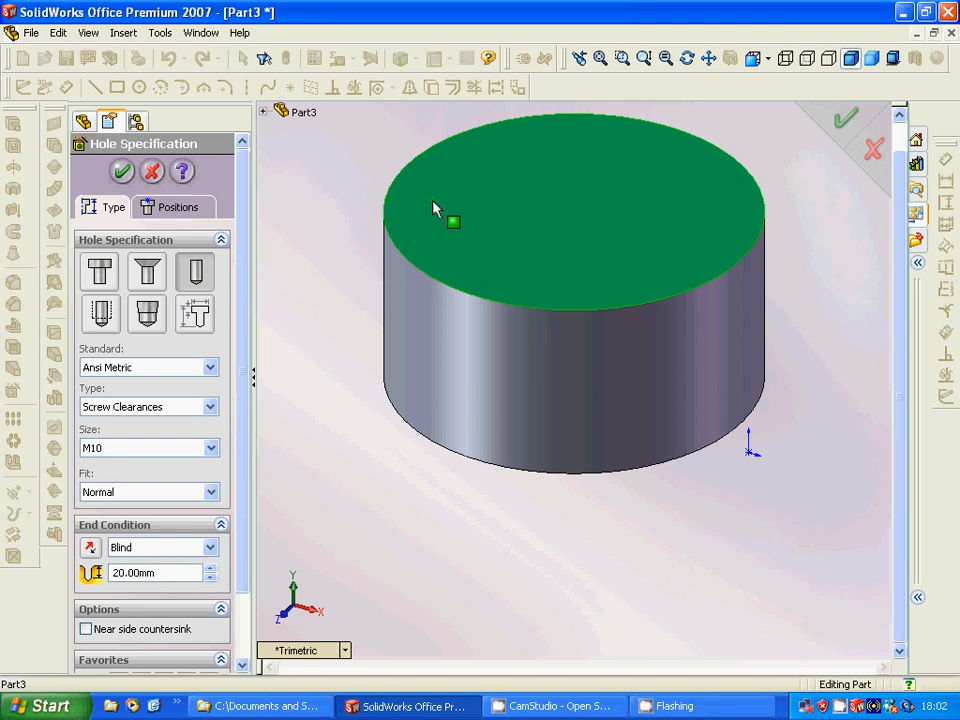 SolidWorks Office Premium 2007 - [Part3 *]
File Edit View Insert Tools Window Help
Part3
Hole Specification
Type Positions
Hole Specification
Standard:
Ansi Metric
Type:
Screw Clearances
Size:
M10
Fit:
Normal
End Condition
Blind
20.00mm
Options
Near side countersink
Favorites
Y
X
Z
*Trimetric
Part3 Editing Part
Start C:\Documents and S... SolidWorks Office Pr... CamStudio - Open S... Flashing 18:02